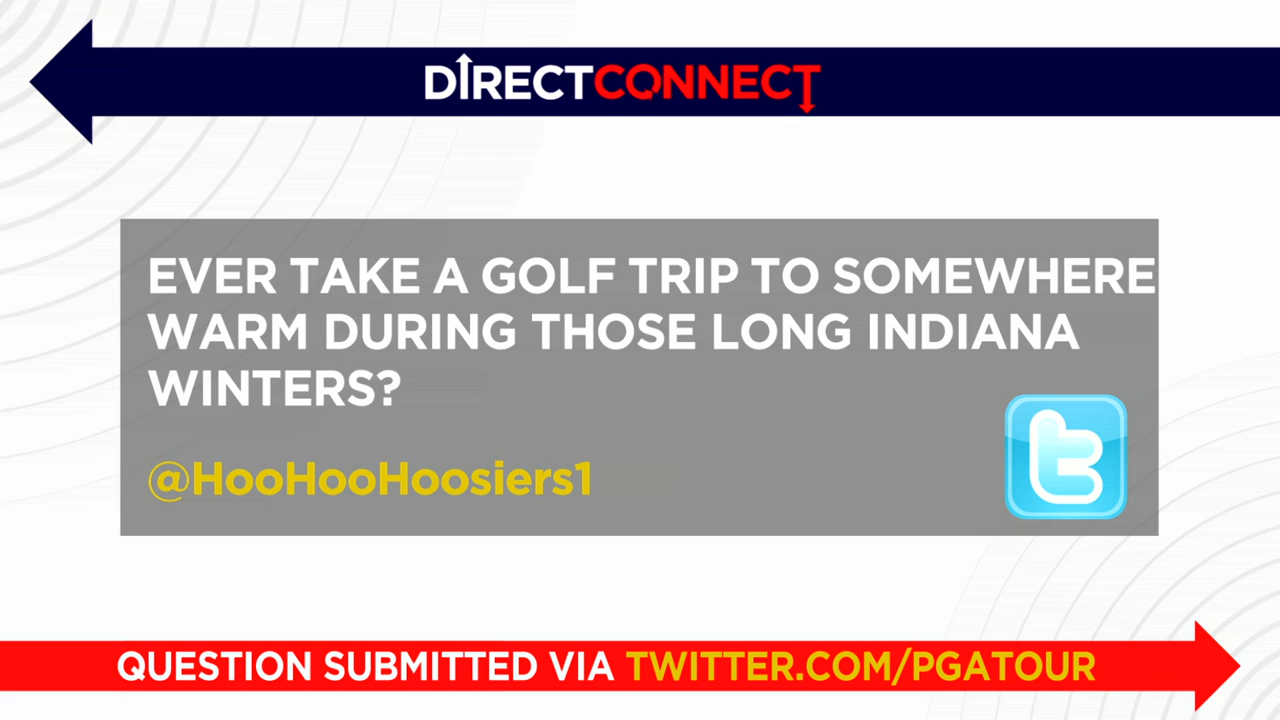 DIRECTCONNECT
EVER TAKE A GOLF TRIP TO SOMEWHERE
WARM DURING THOSE LONG INDIANA
WINTERS?
@HooHooHoosiers1
QUESTION SUBMITTED VIA TWITTER.COM/PGATOUR